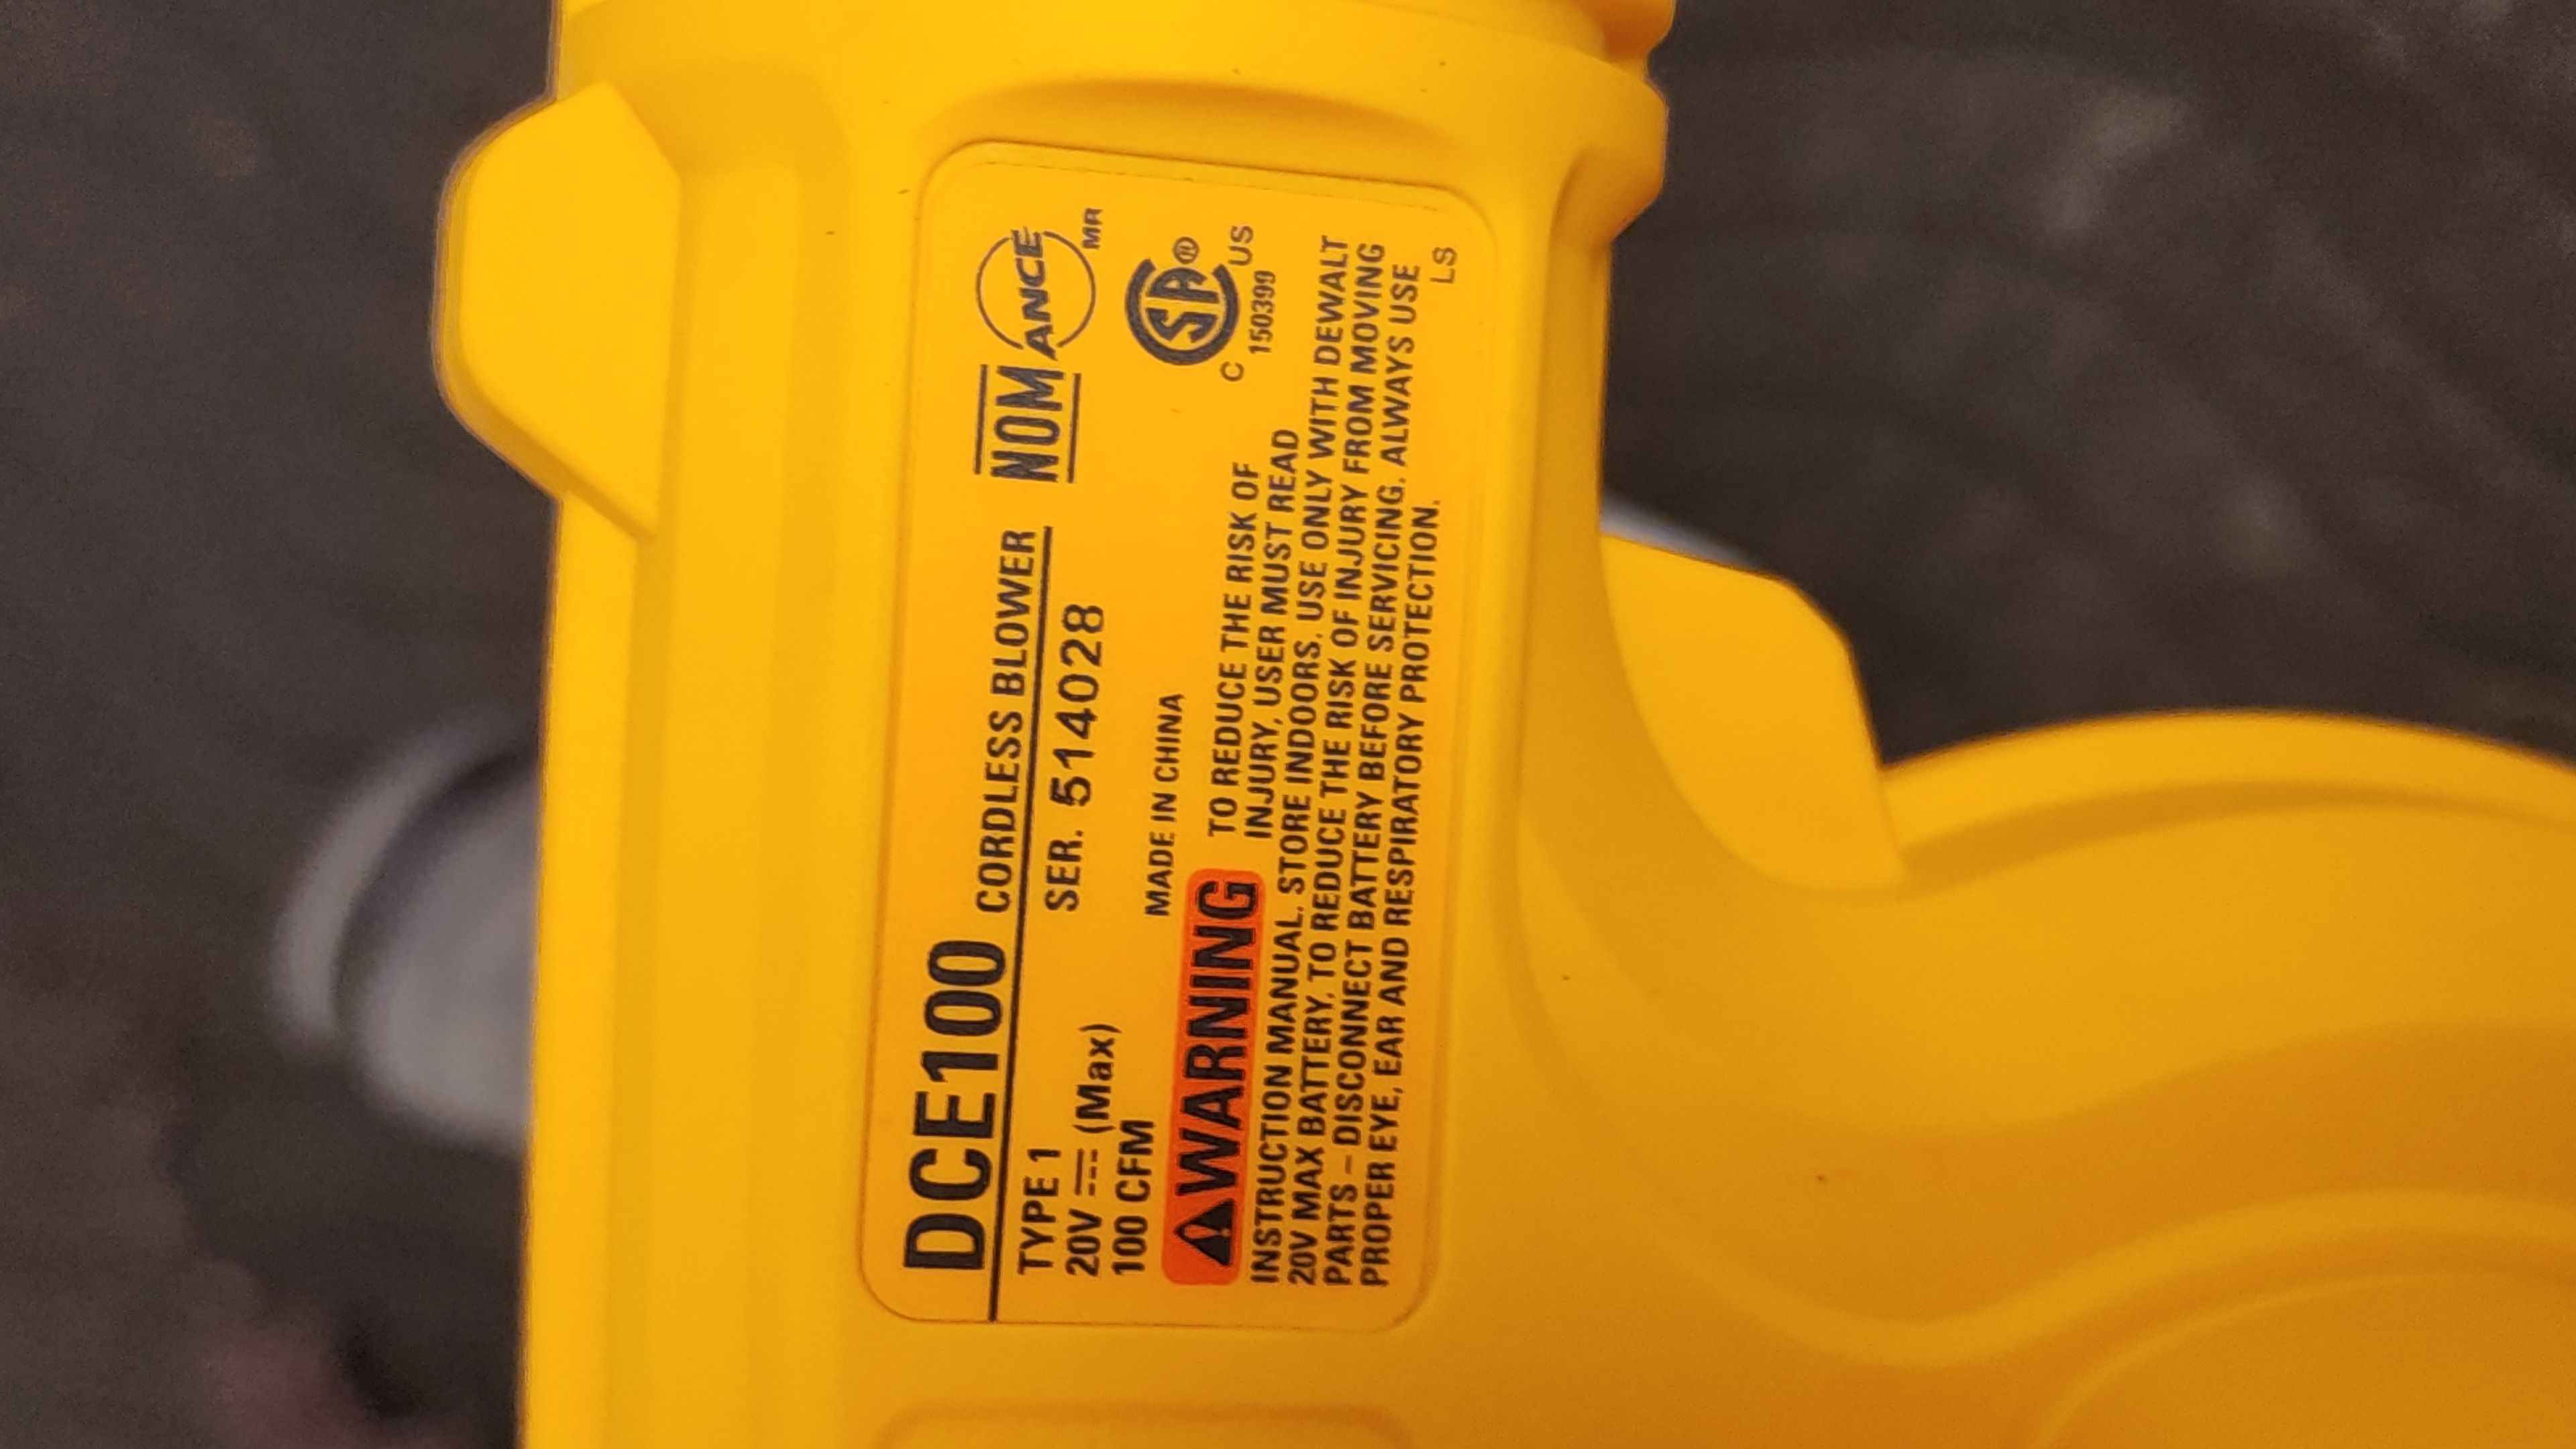 DCE100 CORDLESS BLOWER
TYPE 1 SER. 514028
20V (Max)
100 CFM MADE IN CHINA
NOM ANCE MR
SA® C US
150399
WARNING TO REDUCE THE RISK OF
INJURY, USER MUST READ
INSTRUCTION MANUAL. STORE INDOORS. USE ONLY WITH DEWALT
20V MAX BATTERY, TO REDUCE THE RISK OF INJURY FROM MOVING
PARTS – DISCONNECT BATTERY BEFORE SERVICING. ALWAYS USE
PROPER EYE, EAR AND RESPIRATORY PROTECTION.
LS